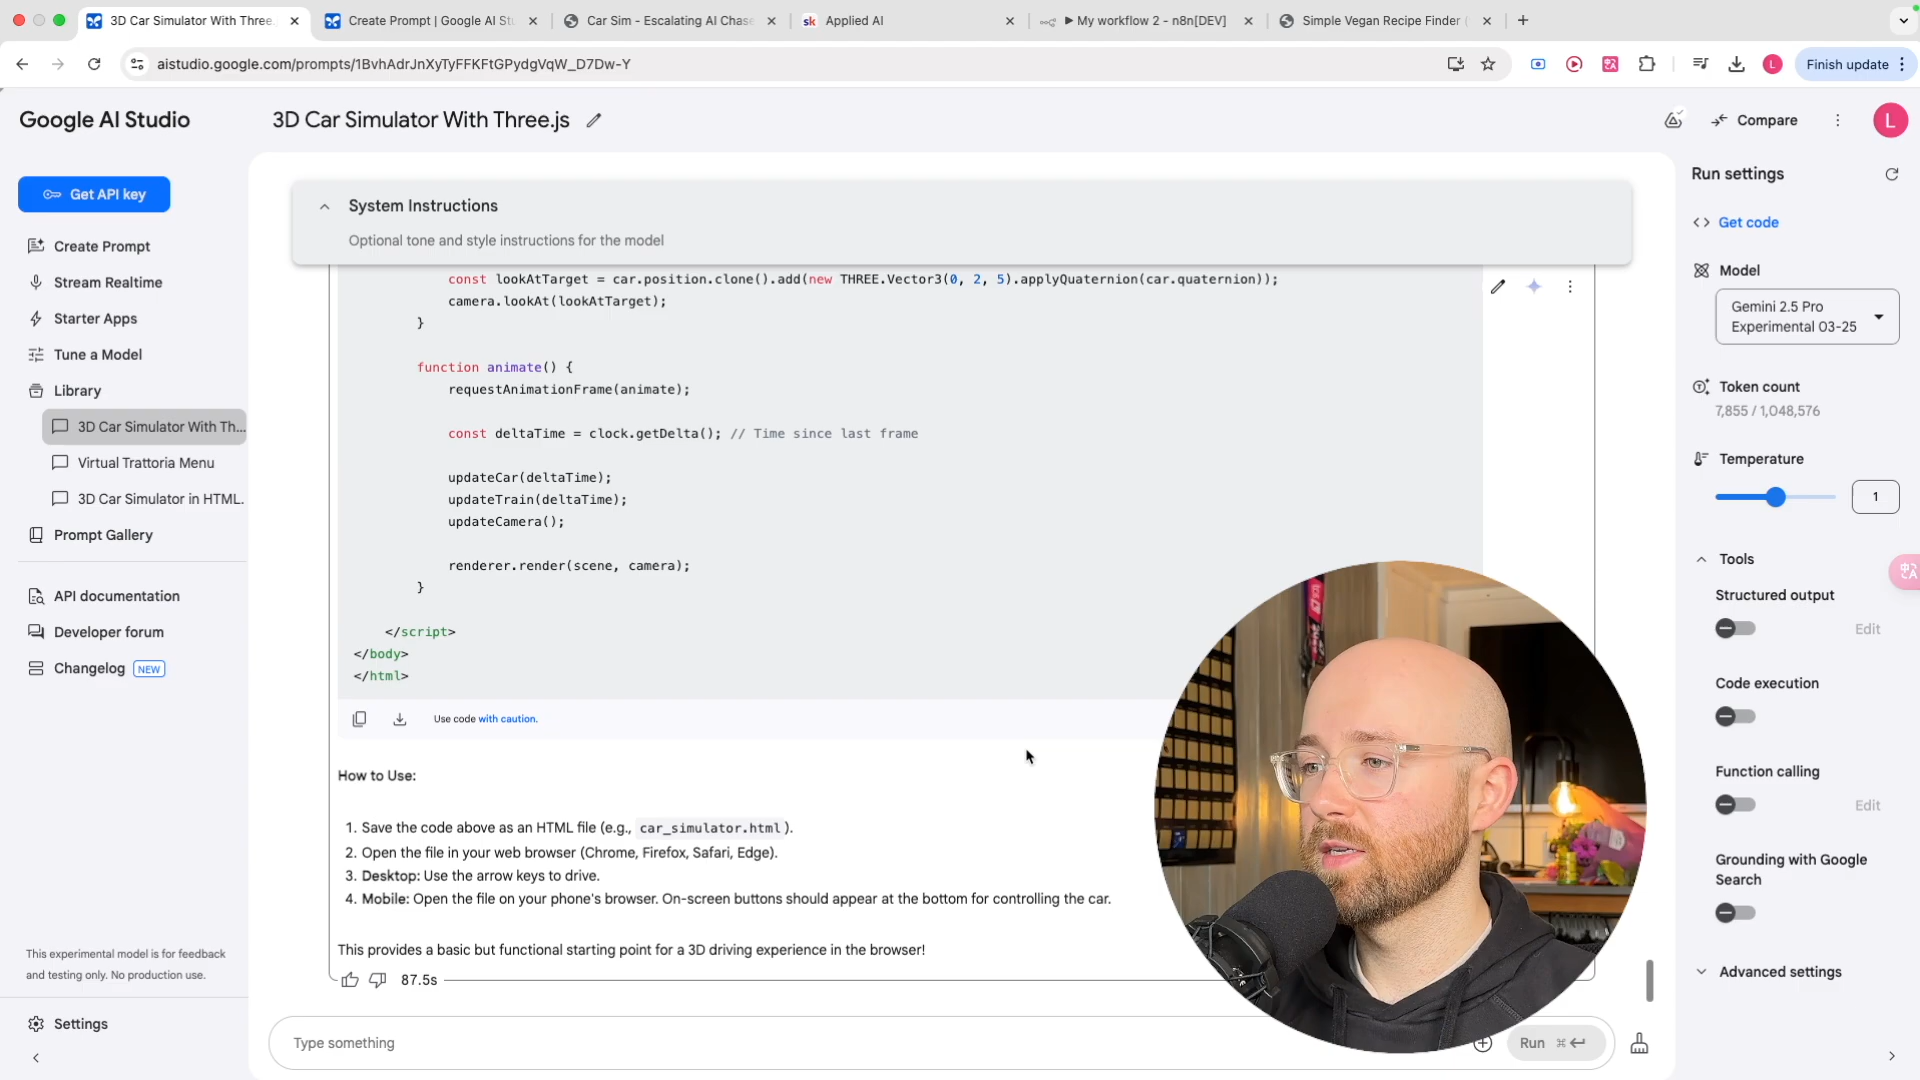 3D Car Simulator With Three.
Create Prompt | Google AI Stu
Car Sim - Escalating AI Chase
sk Applied AI
▶ My workflow 2 - n8n[DEV]
Simple Vegan Recipe Finder (
aistudio.google.com/prompts/1BvhAdrJnXyTyFFKFtGPydgVqW_D7Dw-Y
L
Finish update
Google AI Studio
3D Car Simulator With Three.js
Compare
L
Get API key
Create Prompt
Stream Realtime
Starter Apps
Tune a Model
Library
3D Car Simulator With Th...
Virtual Trattoria Menu
3D Car Simulator in HTML.
Prompt Gallery
API documentation
Developer forum
Changelog NEW
This experimental model is for feedback
and testing only. No production use.
Settings
System Instructions
Optional tone and style instructions for the model
const lookAtTarget = car.position.clone().add(new THREE.Vector3(0, 2, 5).applyQuaternion(car.quaternion));
camera.lookAt(lookAtTarget);
}
function animate() {
requestAnimationFrame(animate);
const deltaTime = clock.getDelta(); // Time since last frame
updateCar(deltaTime);
updateTrain(deltaTime);
updateCamera();
renderer.render(scene, camera);
}
</script>
</body>
</html>
Use code with caution.
How to Use:
1. Save the code above as an HTML file (e.g., car_simulator.html ).
2. Open the file in your web browser (Chrome, Firefox, Safari, Edge).
3. Desktop: Use the arrow keys to drive.
4. Mobile: Open the file on your phone's browser. On-screen buttons should appear at the bottom for controlling the car.
This provides a basic but functional starting point for a 3D driving experience in the browser!
87.5s
Type something
Run ⌘ ↵
Run settings
Get code
Model
Gemini 2.5 Pro
Experimental 03-25
Token count
7,855 / 1,048,576
Temperature
1
Tools
Structured output
Edit
Code execution
Function calling
Edit
Grounding with Google
Search
Advanced settings